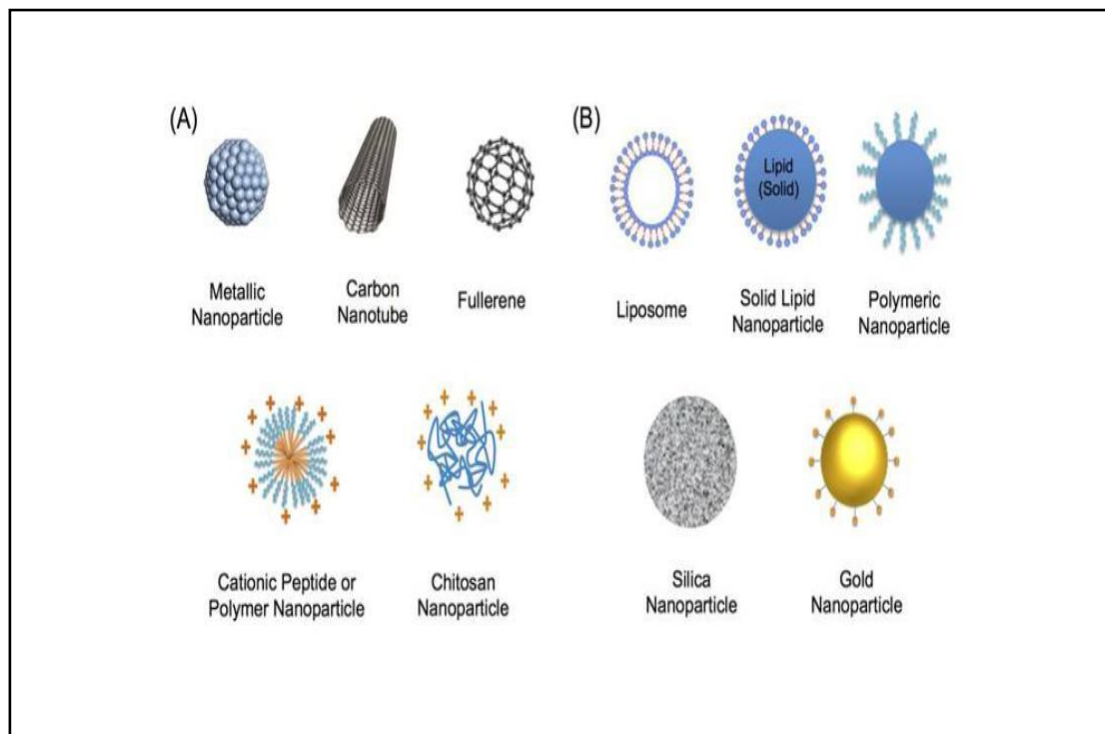 (A)
Metallic
Nanoparticle
Carbon
Nanotube
Fullerene
Cationic Peptide or
Polymer Nanoparticle
Chitosan
Nanoparticle
(B)
Liposome
Lipid
(Solid)
Solid Lipid
Nanoparticle
Polymeric
Nanoparticle
Silica
Nanoparticle
Gold
Nanoparticle